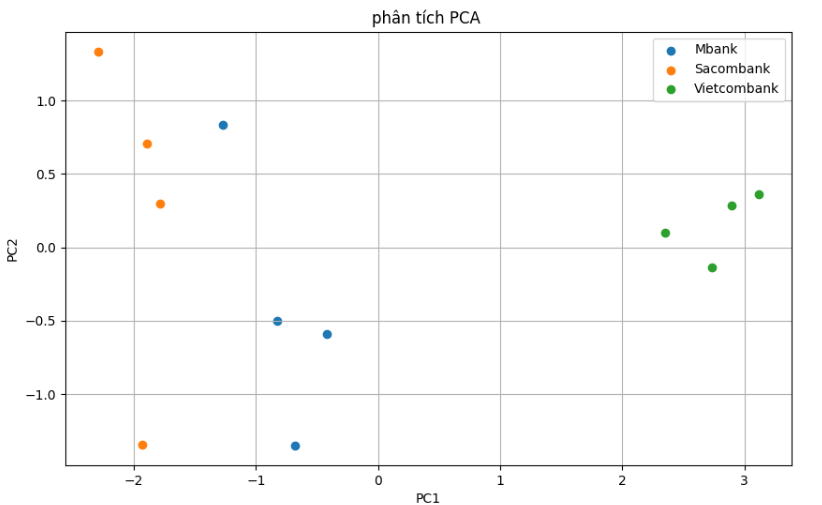 phân tích PCA
Mbank
Sacombank
Vietcombank
1.0
0.5
0.0
−0.5
−1.0
PC2
−2
−1
0
1
2
3
PC1